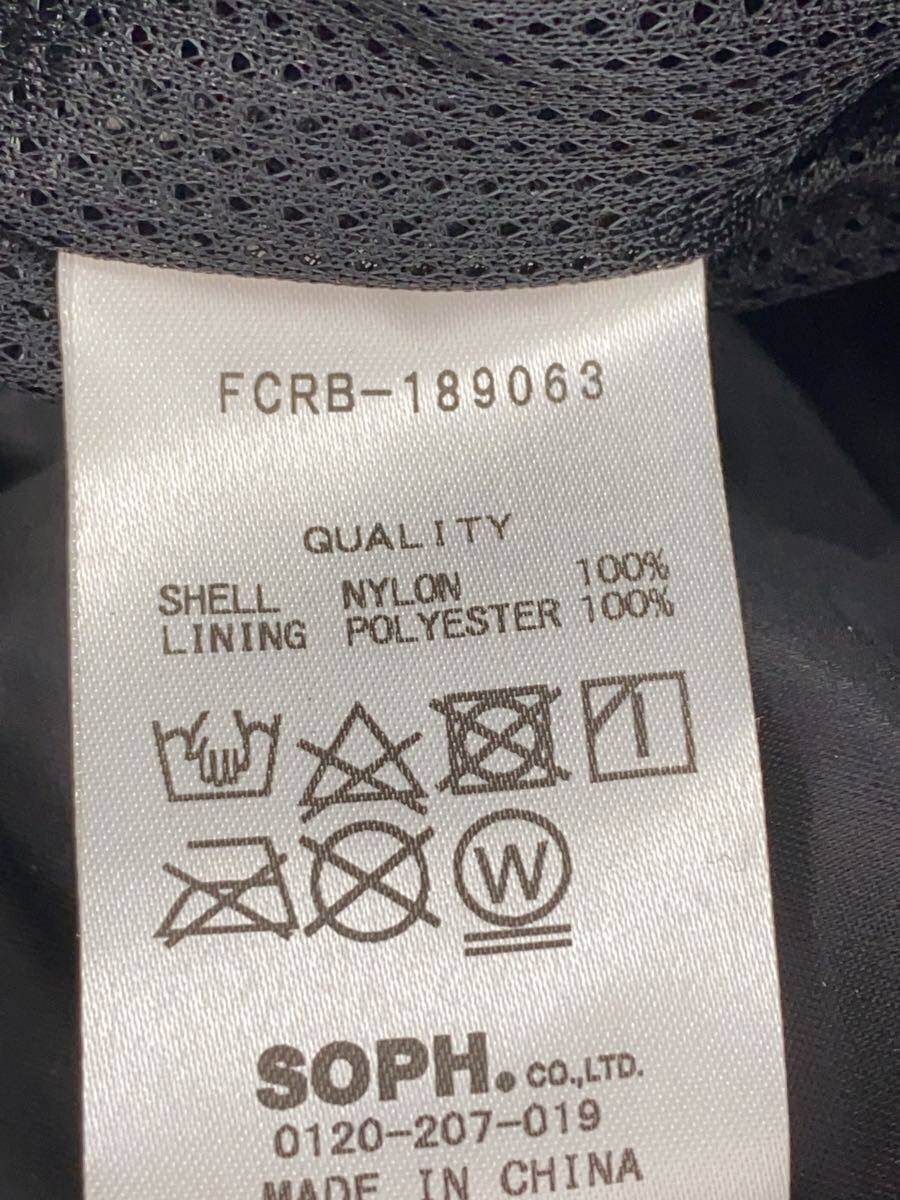 FCRB-189063
QUALITY
SHELL NYLON 100%
LINING POLYESTER 100%
W
SOPH. CO.,LTD.
0120-207-019
MADE IN CHINA